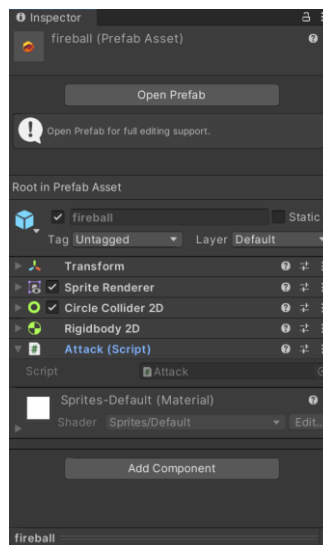 Inspector
fireball (Prefab Asset)
Open Prefab
Open Prefab for full editing support.
Root in Prefab Asset
fireball
Static
Tag Untagged
Layer Default
Transform
Sprite Renderer
Circle Collider 2D
Rigidbody 2D
# Attack (Script)
Script
Attack
Sprites-Default (Material)
Shader Sprites/Default
Edit...
Add Component
fireball